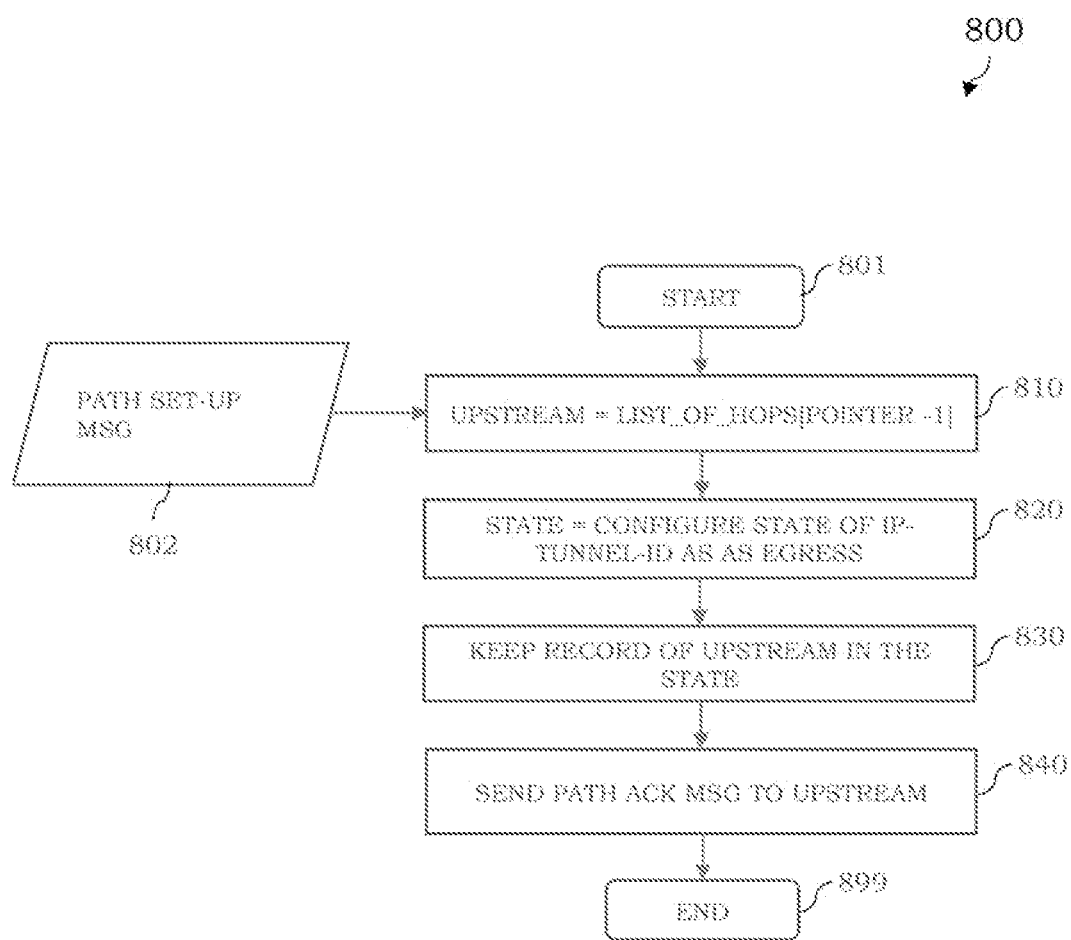 800
801
START
PATH SET-UP
MSG
802
810
UPSTREAM = LIST_OF_HOPS[POINTER -1]
820
STATE = CONFIGURE STATE OF IP-
TUNNEL-ID AS AS EGRESS
830
KEEP RECORD OF UPSTREAM IN THE
STATE
840
SEND PATH ACK MSG TO UPSTREAM
899
END